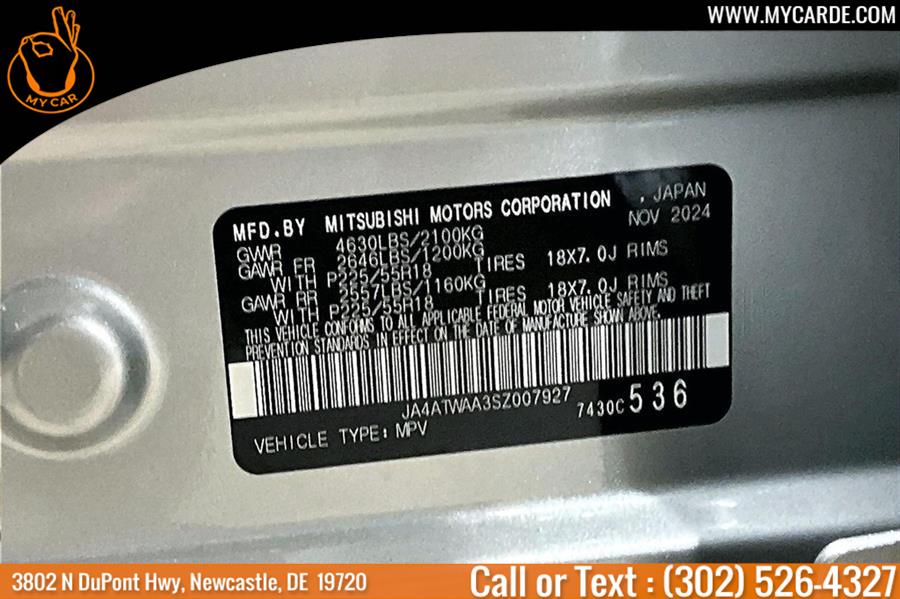 WWW.MYCARDE.COM
MY CAR
MFD.BY MITSUBISHI MOTORS CORPORATION , JAPAN
NOV 2024
GVWR 4630LBS/2100KG
GAWR FR 2646LBS/1200KG
WITH P225/55R18 TIRES 18X7.0J RIMS
GAWR RR 2557LBS/1160KG
WITH P225/55R18 TIRES 18X7.0J RIMS
THIS VEHICLE CONFORMS TO ALL APPLICABLE FEDERAL MOTOR VEHICLE SAFETY AND THEFT
PREVENTION STANDARDS IN EFFECT ON THE DATE OF MANUFACTURE SHOWN ABOVE.
JA4ATWAA3SZ007927 7430C 536
VEHICLE TYPE: MPV
3802 N DuPont Hwy, Newcastle, DE 19720
Call or Text : (302) 526-4327